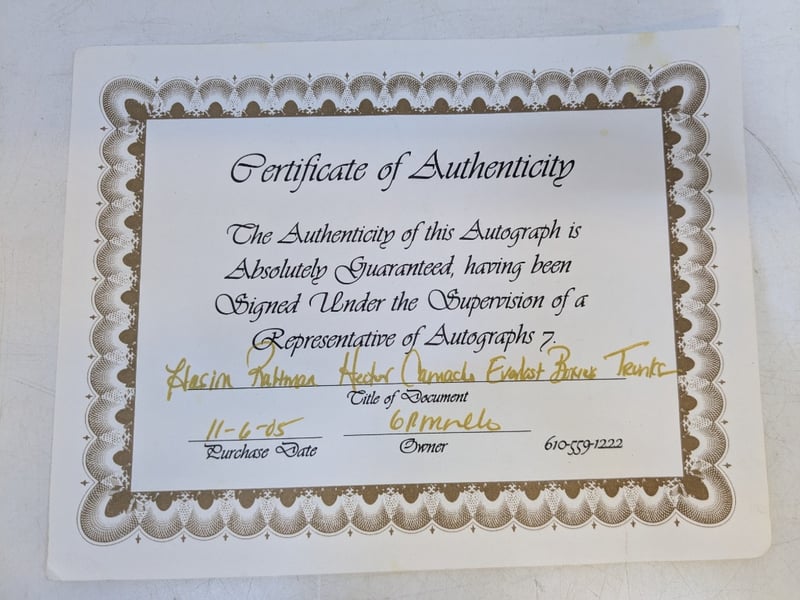 Certificate of Authenticity
The Authenticity of this Autograph is
Absolutely Guaranteed, having been
Signed Under the Supervision of a
Representative of Autographs 7.
Hasim Rahman Hector Camacho Everlast Boxing Trunks
Title of Document
11-6-05
Purchase Date Owner 610-559-1222